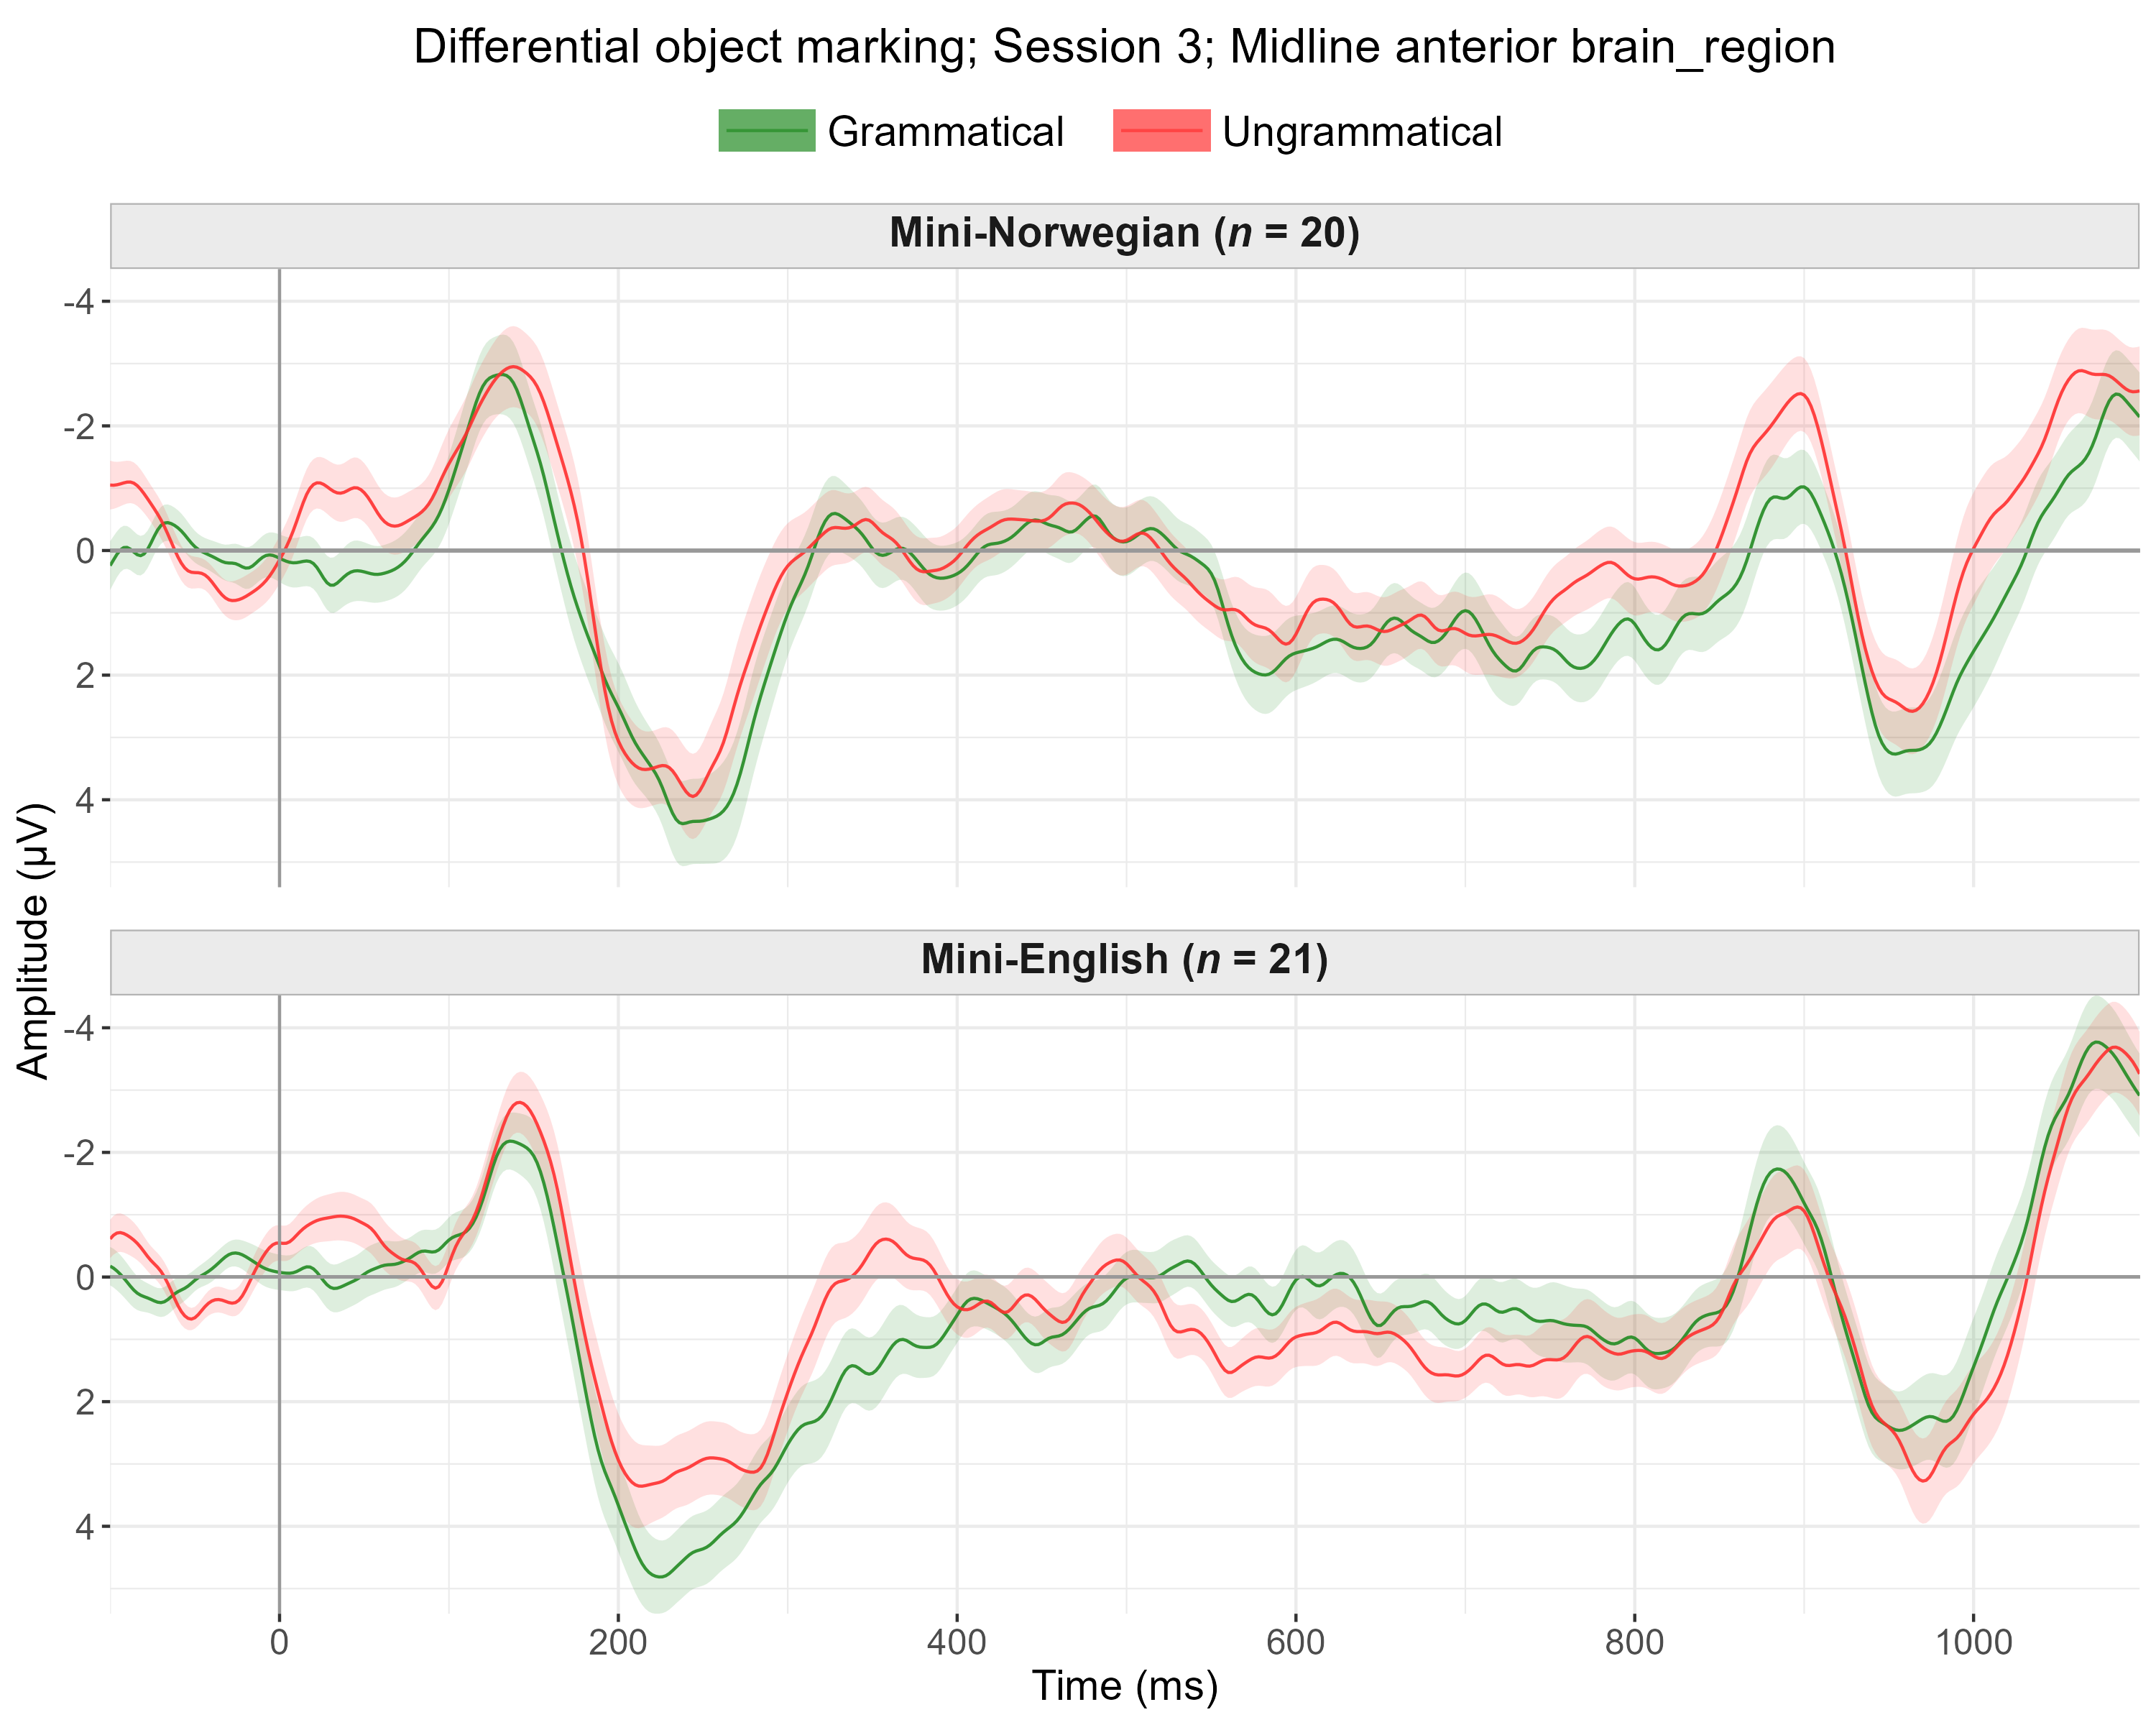 Differential object marking; Session 3; Midline anterior brain_region
Grammatical
Ungrammatical
Mini-Norwegian (n = 20)
-4
-2
0
2
4
Mini-English (n = 21)
-4
-2
0
2
4
Amplitude (µV)
0
200
400
600
800
1000
Time (ms)